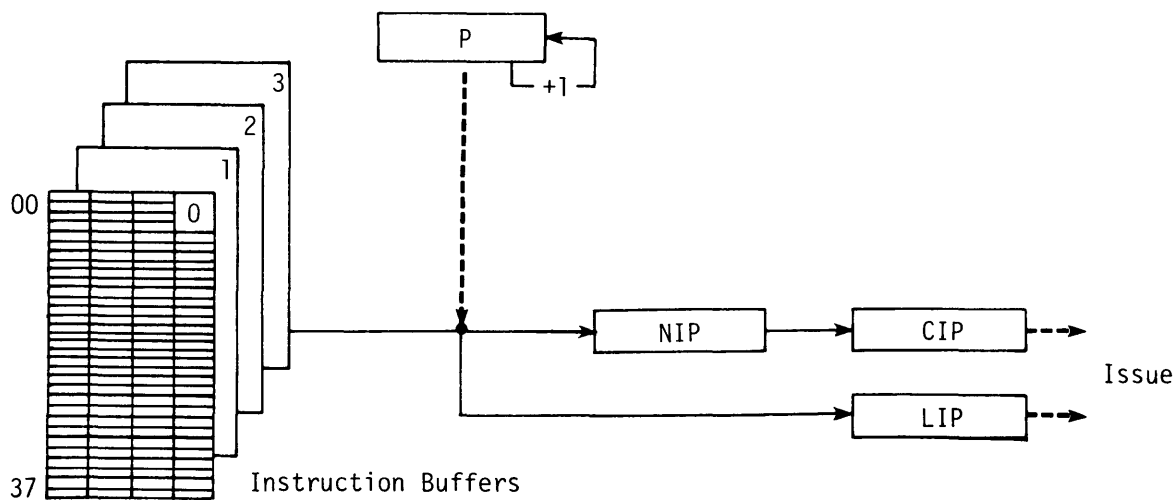 P
+1
3
2
1
0
00
NIP
CIP
Issue
LIP
37
Instruction Buffers